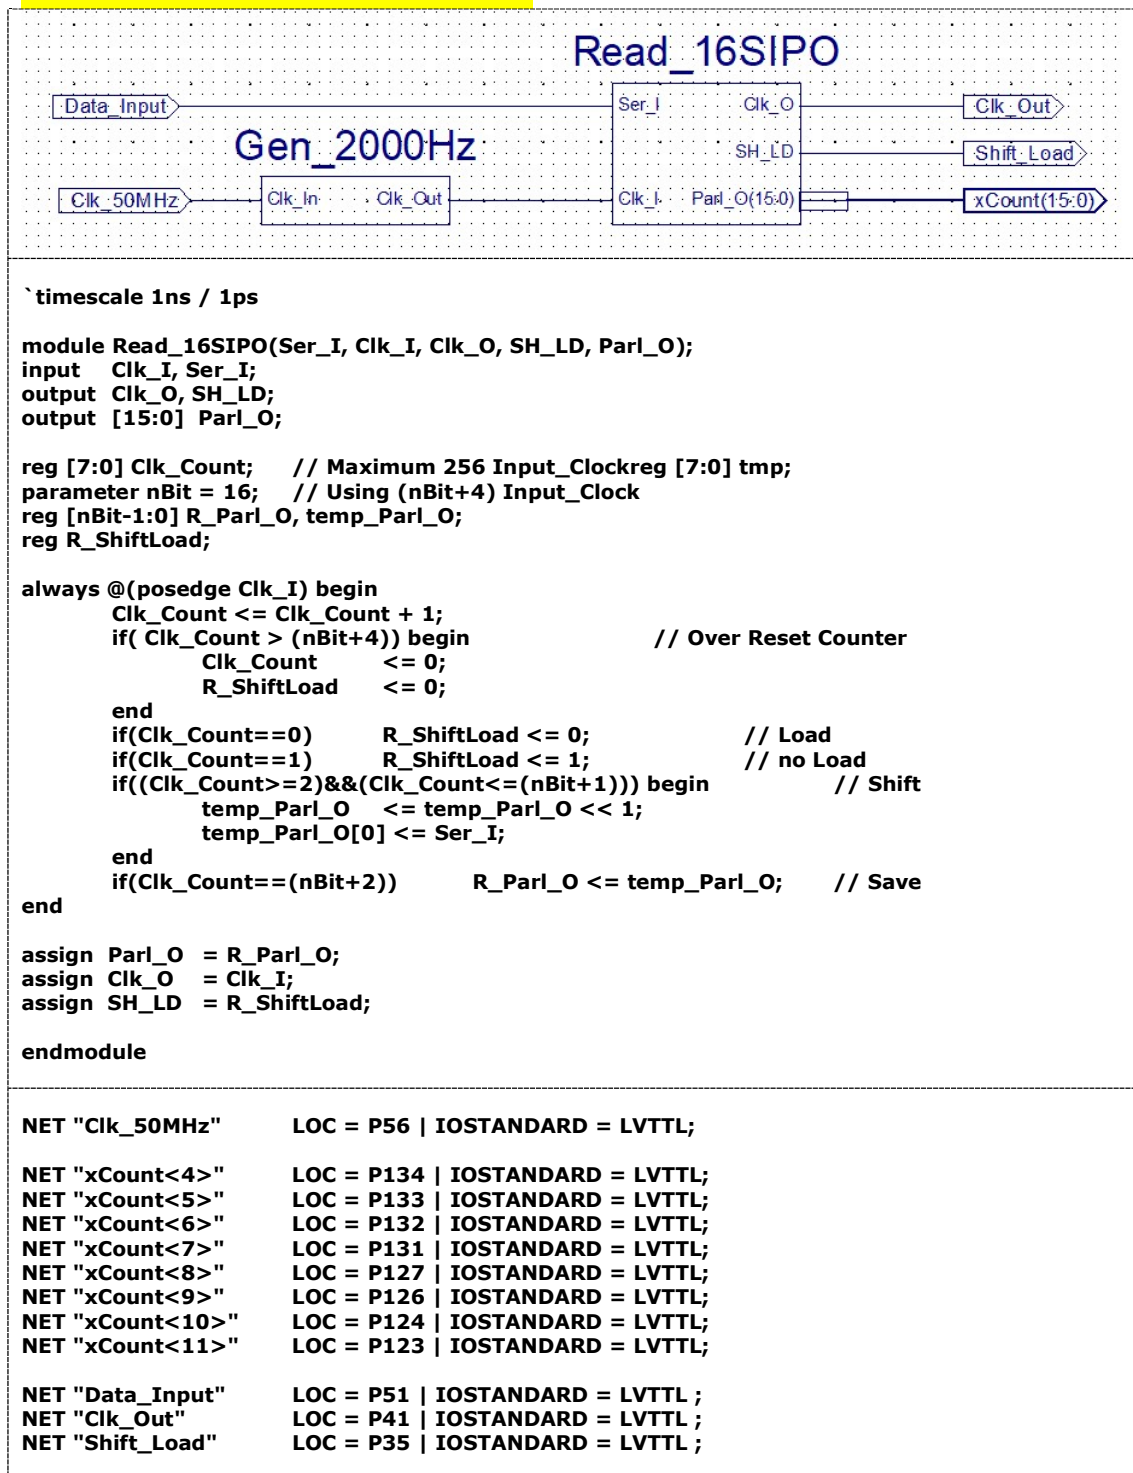 Read_16SIPO
Data_Input Ser_I Clk_O Clk_Out
Gen_2000Hz SH_LD Shift_Load
Clk_50MHz Clk_In Clk_Out Clk_I Parl_O(15:0) xCount(15:0)
`timescale 1ns / 1ps
module Read_16SIPO(Ser_I, Clk_I, Clk_O, SH_LD, Parl_O);
input Clk_I, Ser_I;
output Clk_O, SH_LD;
output [15:0] Parl_O;
reg [7:0] Clk_Count; // Maximum 256 Input_Clockreg [7:0] tmp;
parameter nBit = 16; // Using (nBit+4) Input_Clock
reg [nBit-1:0] R_Parl_O, temp_Parl_O;
reg R_ShiftLoad;
always @(posedge Clk_I) begin
Clk_Count <= Clk_Count + 1;
if( Clk_Count > (nBit+4)) begin // Over Reset Counter
Clk_Count <= 0;
R_ShiftLoad <= 0;
end
if(Clk_Count==0) R_ShiftLoad <= 0; // Load
if(Clk_Count==1) R_ShiftLoad <= 1; // no Load
if((Clk_Count>=2)&&(Clk_Count<=(nBit+1))) begin // Shift
temp_Parl_O <= temp_Parl_O << 1;
temp_Parl_O[0] <= Ser_I;
end
if(Clk_Count==(nBit+2)) R_Parl_O <= temp_Parl_O; // Save
end
assign Parl_O = R_Parl_O;
assign Clk_O = Clk_I;
assign SH_LD = R_ShiftLoad;
endmodule
NET "Clk_50MHz" LOC = P56 | IOSTANDARD = LVTTL;
NET "xCount<4>" LOC = P134 | IOSTANDARD = LVTTL;
NET "xCount<5>" LOC = P133 | IOSTANDARD = LVTTL;
NET "xCount<6>" LOC = P132 | IOSTANDARD = LVTTL;
NET "xCount<7>" LOC = P131 | IOSTANDARD = LVTTL;
NET "xCount<8>" LOC = P127 | IOSTANDARD = LVTTL;
NET "xCount<9>" LOC = P126 | IOSTANDARD = LVTTL;
NET "xCount<10>" LOC = P124 | IOSTANDARD = LVTTL;
NET "xCount<11>" LOC = P123 | IOSTANDARD = LVTTL;
NET "Data_Input" LOC = P51 | IOSTANDARD = LVTTL ;
NET "Clk_Out" LOC = P41 | IOSTANDARD = LVTTL ;
NET "Shift_Load" LOC = P35 | IOSTANDARD = LVTTL ;